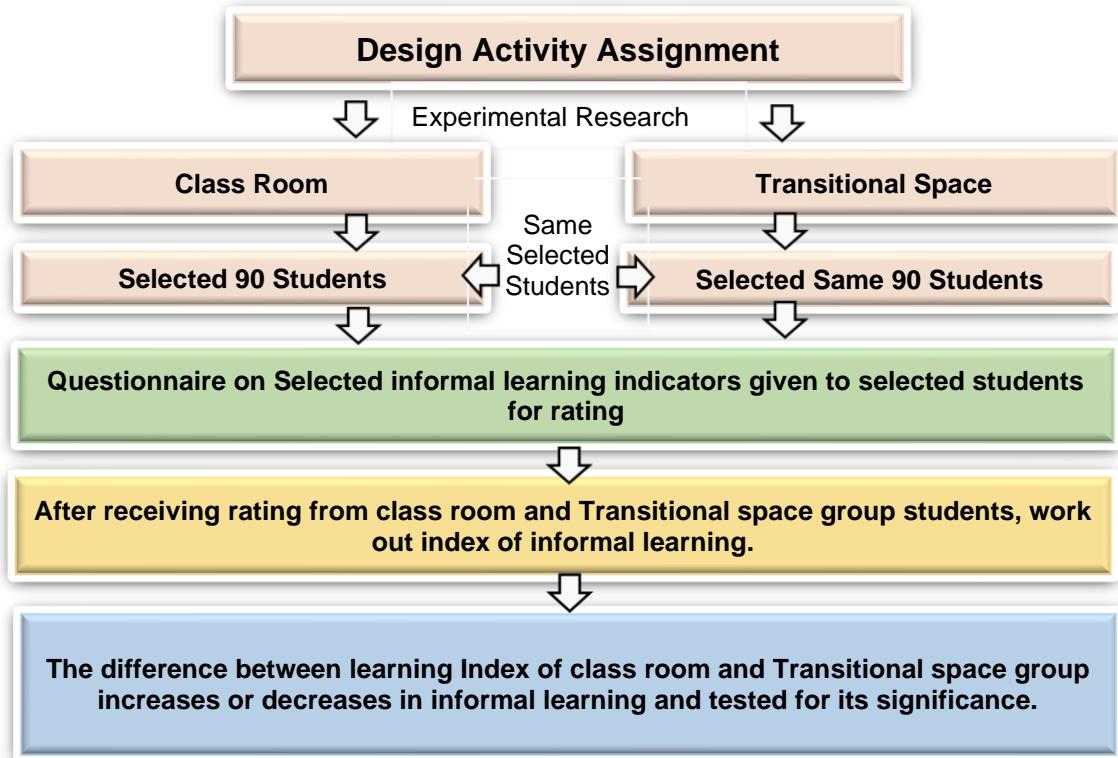 Design Activity Assignment
Experimental Research
Class Room
Transitional Space
Same
Selected
Students
Selected 90 Students
Selected Same 90 Students
Questionnaire on Selected informal learning indicators given to selected students
for rating
After receiving rating from class room and Transitional space group students, work
out index of informal learning.
The difference between learning Index of class room and Transitional space group
increases or decreases in informal learning and tested for its significance.